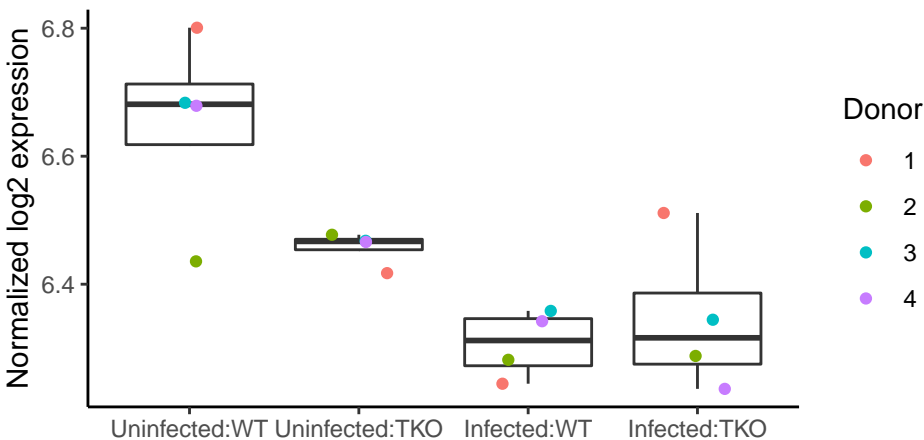 Normalized log2 expression
6.8
6.6
6.4
Uninfected:WT Uninfected:TKO Infected:WT Infected:TKO
Donor
1
2
3
4